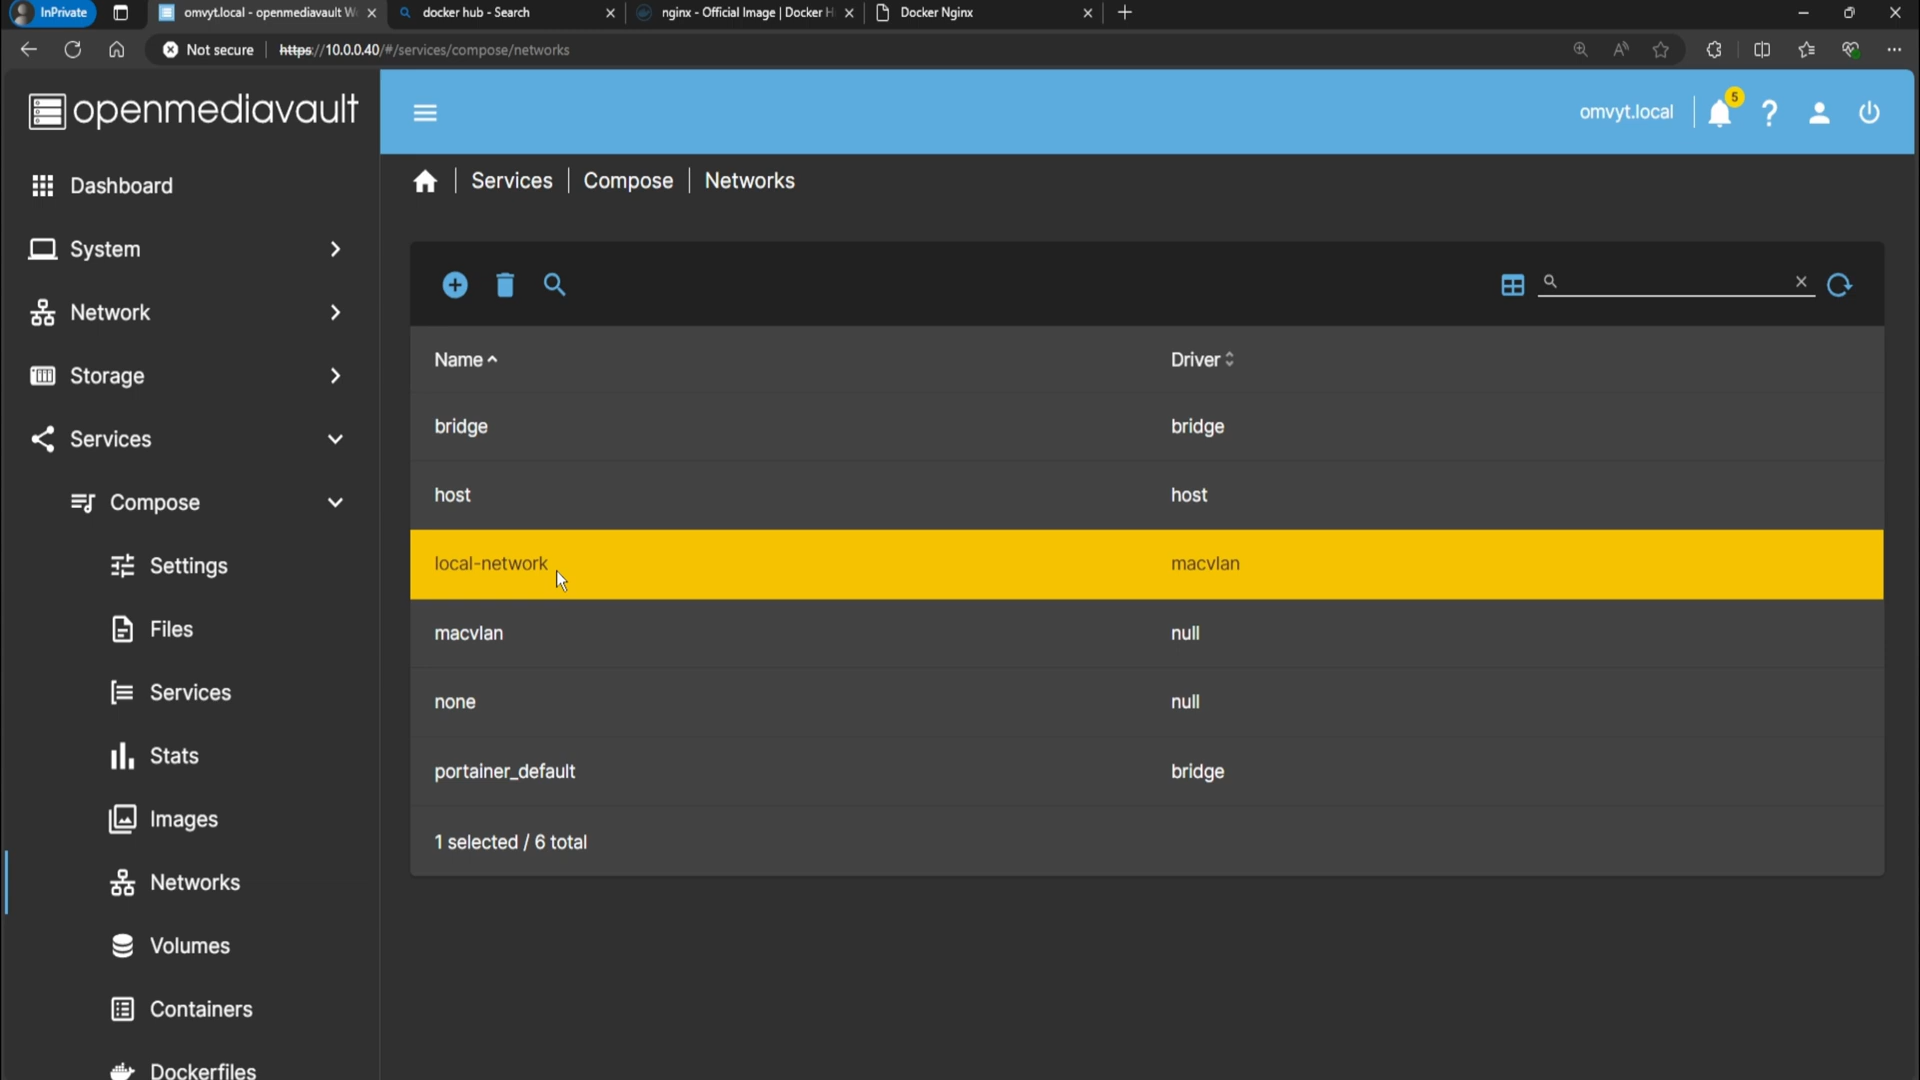 InPrivate
omvyt.local - openmediavault W
docker hub - Search
nginx - Official Image | Docker H
Docker Nginx
Not secure
https://10.0.0.40/#/services/compose/networks
openmediavault
omvyt.local
5
Services | Compose | Networks
Dashboard
System
Network
Storage
Services
Compose
Settings
Files
Services
Stats
Images
Networks
Volumes
Containers
Dockerfiles
Name Driver
bridge bridge
host host
local-network macvlan
macvlan null
none null
portainer_default bridge
1 selected / 6 total